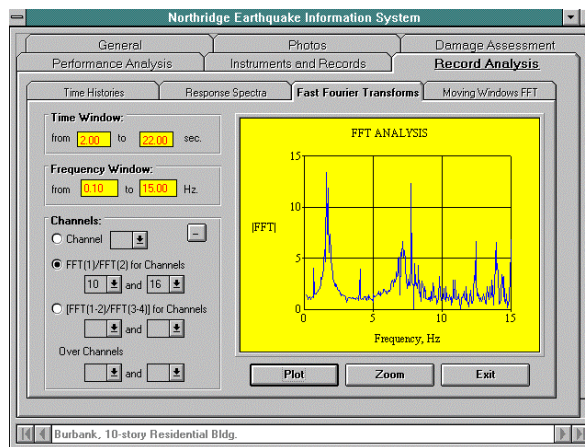 Northridge Earthquake Information System
General Photos Damage Assessment
Performance Analysis Instruments and Records Record Analysis
Time Histories Response Spectra Fast Fourier Transforms Moving Windows FFT
Time Window:
from 2.00 to 22.00 sec.
Frequency Window:
from 0.10 to 15.00 Hz.
Channels:
Channel
...
FFT(1)/FFT(2) for Channels
10 and 16
[FFT(1-2)/FFT(3-4)] for Channels
and
Over Channels
and
FFT ANALYSIS
|FFT|
15
10
5
0
0 5 10 15
Frequency, Hz
Plot Zoom Exit
Burbank, 10-story Residential Bldg.